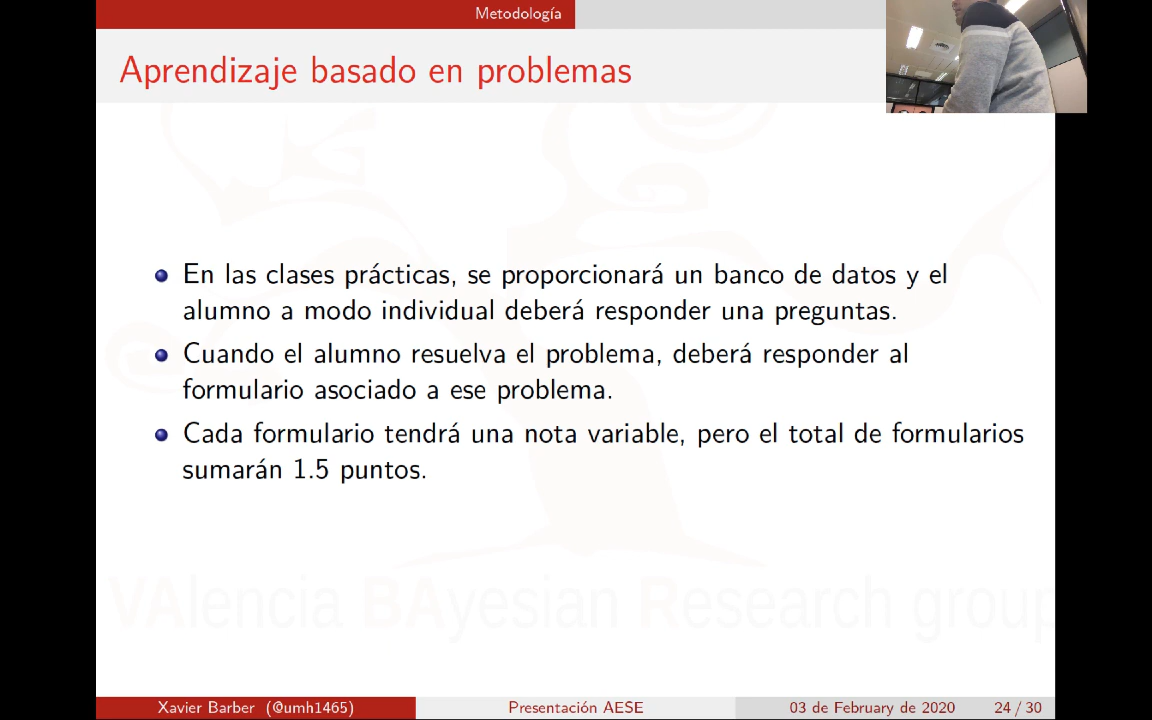 Metodología
Aprendizaje basado en problemas
En las clases prácticas, se proporcionará un banco de datos y el
alumno a modo individual deberá responder una preguntas.
Cuando el alumno resuelva el problema, deberá responder al
formulario asociado a ese problema.
Cada formulario tendrá una nota variable, pero el total de formularios
sumarán 1.5 puntos.
VAlencia BAyesian Research group
Xavier Barber (@umh1465) Presentación AESE 03 de February de 2020 24 / 30